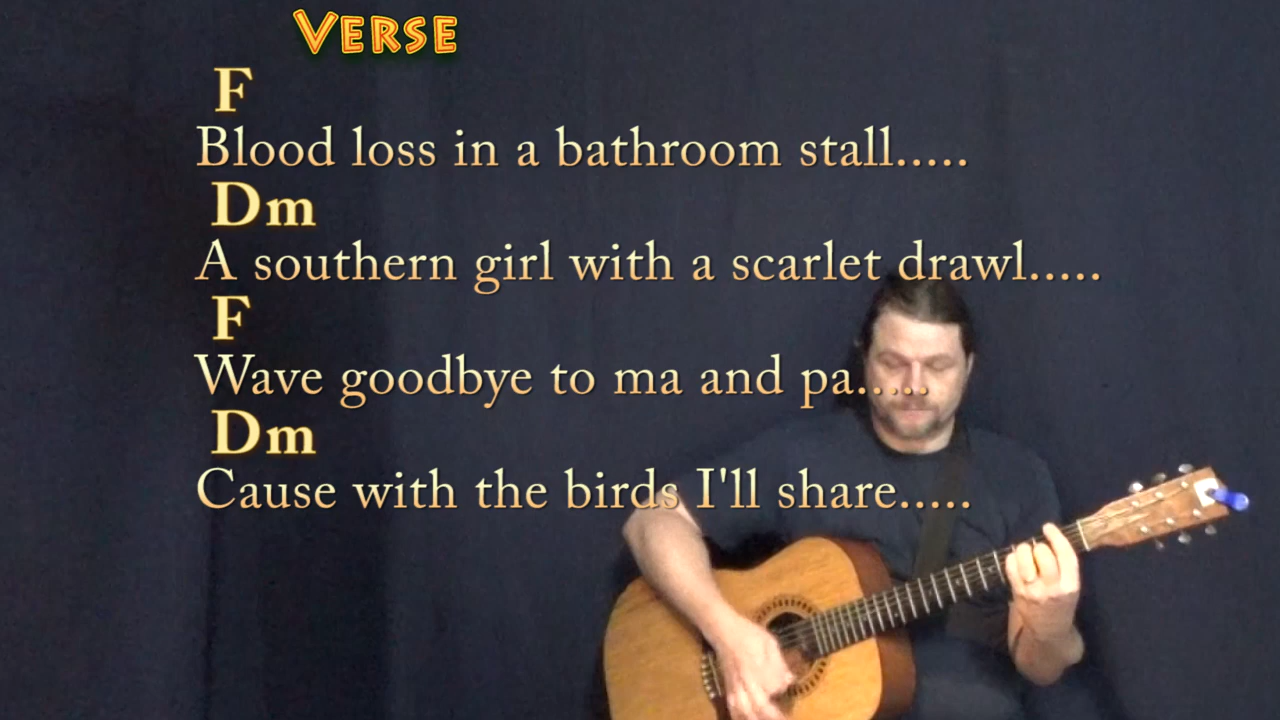 Verse
F
Blood loss in a bathroom stall.....
Dm
A southern girl with a scarlet drawl.....
F
Wave goodbye to ma and pa.....
Dm
Cause with the birds I'll share.....